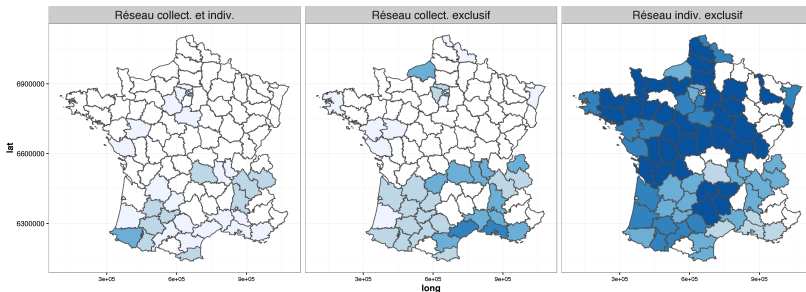 Réseau collect. et indiv.
Réseau collect. exclusif
Réseau indiv. exclusif
lat
6900000
6600000
6300000
3e+05
6e+05
9e+05
3e+05
6e+05
9e+05
3e+05
6e+05
9e+05
long